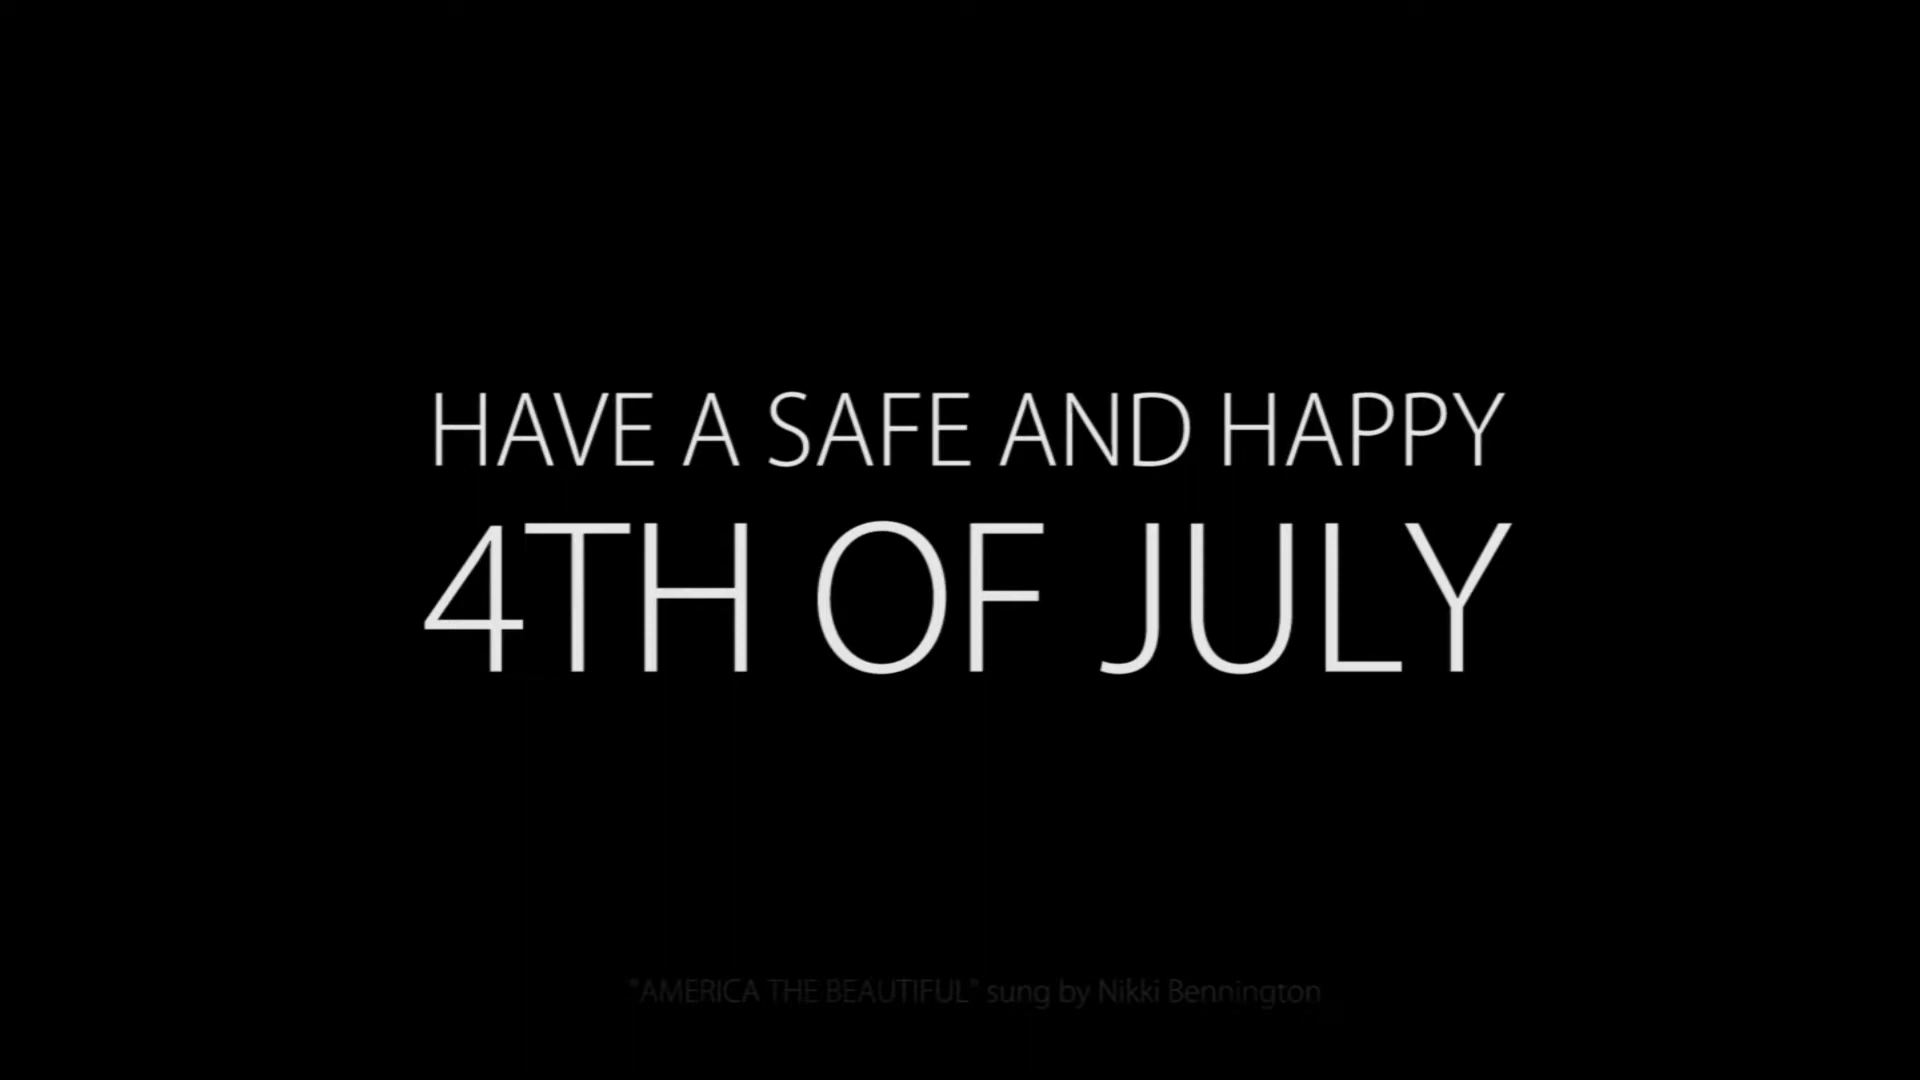 HAVE A SAFE AND HAPPY
4TH OF JULY
"AMERICA THE BEAUTIFUL" sung by Nikki Bennington